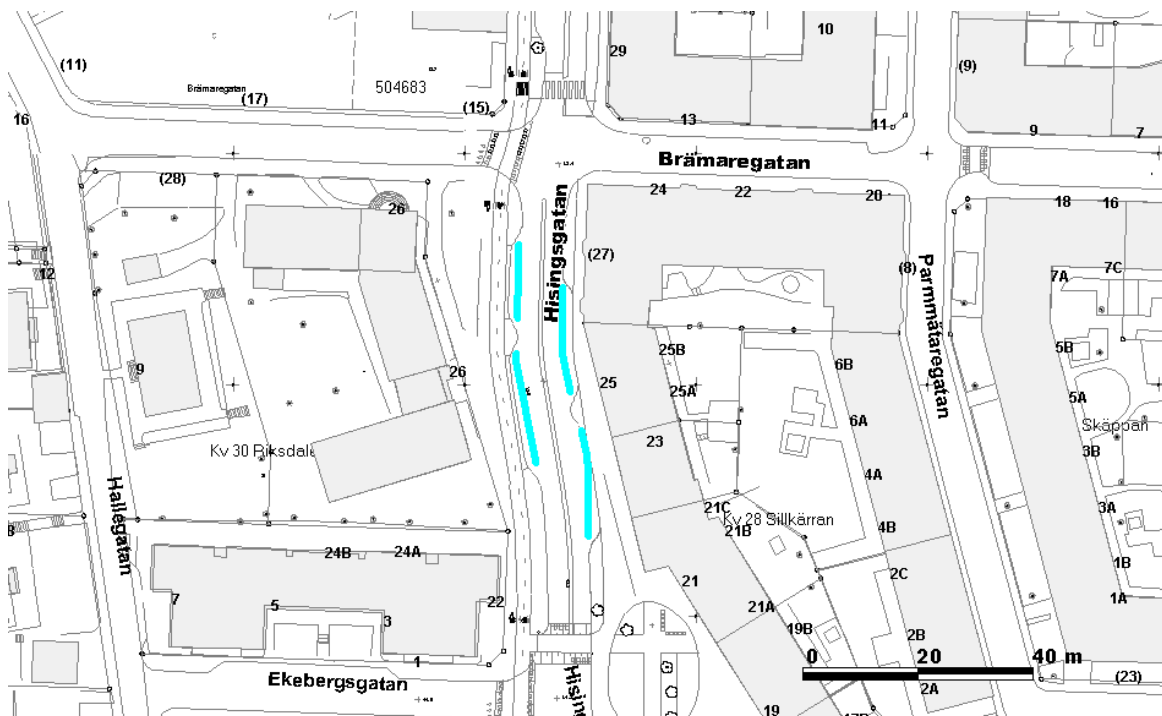 10
29
(11)
(9)
504683
Brämaregatan
(17)
(15)
16
13
11
9
7
Brämaregatan
(28)
24
22
20
18
16
26
Hisingsgatan
(27)
(8)
7C
12
7A
Parmmätaregatan
25B
5B
6B
9
26
25
25A
5A
6A
Skäppan
23
Kv 30 Riksdale
3B
4A
Hallegatan
21C
Kv 28 Sillkärran
3A
21B
4B
24B
24A
1B
2C
21
7
5
22
21A
1A
3
19B
2B
1
0 20 40 m
Ekebergsgatan
(23)
2A
19
17B